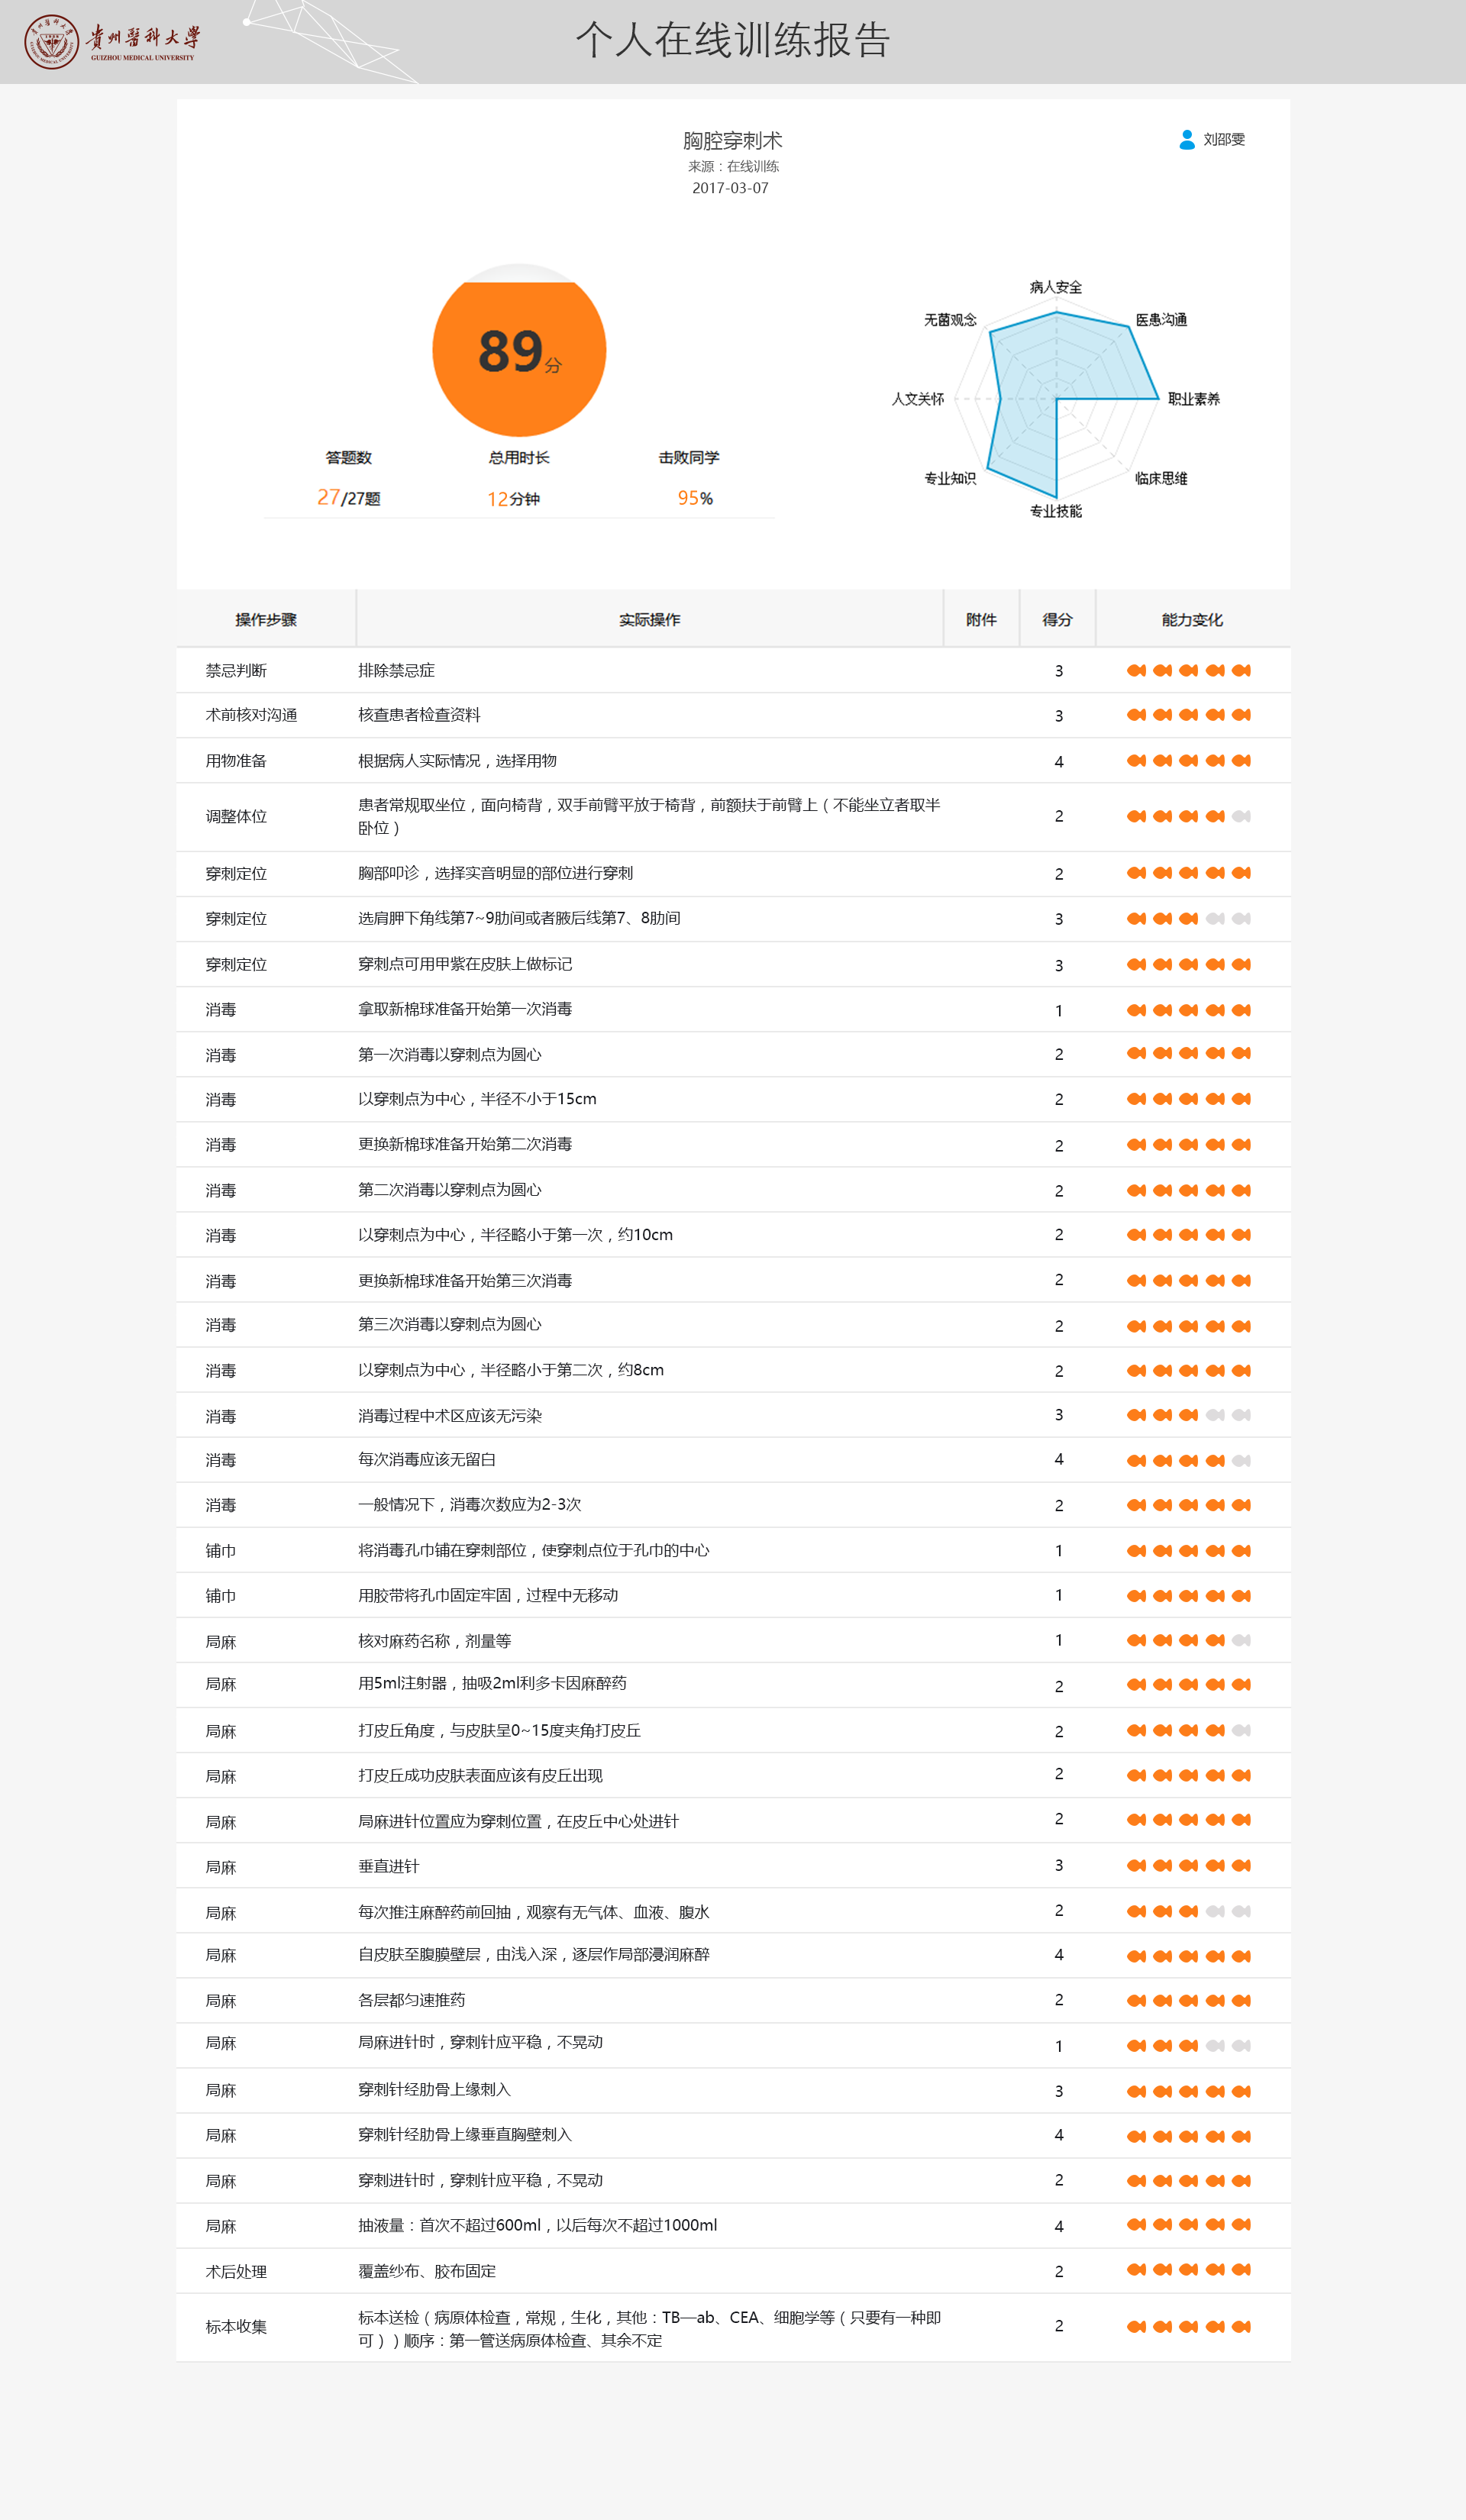 貴州醫科大学
GUIZHOU MEDICAL UNIVERSITY
个人在线训练报告
胸腔穿刺术
刘邵雯
来源：在线训练
2017-03-07
89分
答题数
总用时长
击败同学
27/27题
12分钟
95%
病人安全
无菌观念
医患沟通
人文关怀
职业素养
专业知识
临床思维
专业技能
操作步骤 实际操作 附件 得分 能力变化
禁忌判断 排除禁忌症 3
术前核对沟通 核查患者检查资料 3
用物准备 根据病人实际情况，选择用物 4
调整体位 患者常规取坐位，面向椅背，双手前臂平放于椅背，前额扶于前臂上（不能坐立者取半
卧位） 2
穿刺定位 胸部叩诊，选择实音明显的部位进行穿刺 2
穿刺定位 选肩胛下角线第7~9肋间或者腋后线第7、8肋间 3
穿刺定位 穿刺点可用甲紫在皮肤上做标记 3
消毒 拿取新棉球准备开始第一次消毒 1
消毒 第一次消毒以穿刺点为圆心 2
消毒 以穿刺点为中心，半径不小于15cm 2
消毒 更换新棉球准备开始第二次消毒 2
消毒 第二次消毒以穿刺点为圆心 2
消毒 以穿刺点为中心，半径略小于第一次，约10cm 2
消毒 更换新棉球准备开始第三次消毒 2
消毒 第三次消毒以穿刺点为圆心 2
消毒 以穿刺点为中心，半径略小于第二次，约8cm 2
消毒 消毒过程中术区应该无污染 3
消毒 每次消毒应该无留白 4
消毒 一般情况下，消毒次数应为2-3次 2
铺巾 将消毒孔巾铺在穿刺部位，使穿刺点位于孔巾的中心 1
铺巾 用胶带将孔巾固定牢固，过程中无移动 1
局麻 核对麻药名称，剂量等 1
局麻 用5ml注射器，抽吸2ml利多卡因麻醉药 2
局麻 打皮丘角度，与皮肤呈0~15度夹角打皮丘 2
局麻 打皮丘成功皮肤表面应该有皮丘出现 2
局麻 局麻进针位置应为穿刺位置，在皮丘中心处进针 2
局麻 垂直进针 3
局麻 每次推注麻醉药前回抽，观察有无气体、血液、腹水 2
局麻 自皮肤至腹膜壁层，由浅入深，逐层作局部浸润麻醉 4
局麻 各层都匀速推药 2
局麻 局麻进针时，穿刺针应平稳，不晃动 1
局麻 穿刺针经肋骨上缘刺入 3
局麻 穿刺针经肋骨上缘垂直胸壁刺入 4
局麻 穿刺进针时，穿刺针应平稳，不晃动 2
局麻 抽液量：首次不超过600ml，以后每次不超过1000ml 4
术后处理 覆盖纱布、胶布固定 2
标本收集 标本送检（病原体检查，常规，生化，其他：TB—ab、CEA、细胞学等（只要有一种即
可））顺序：第一管送病原体检查、其余不定 2